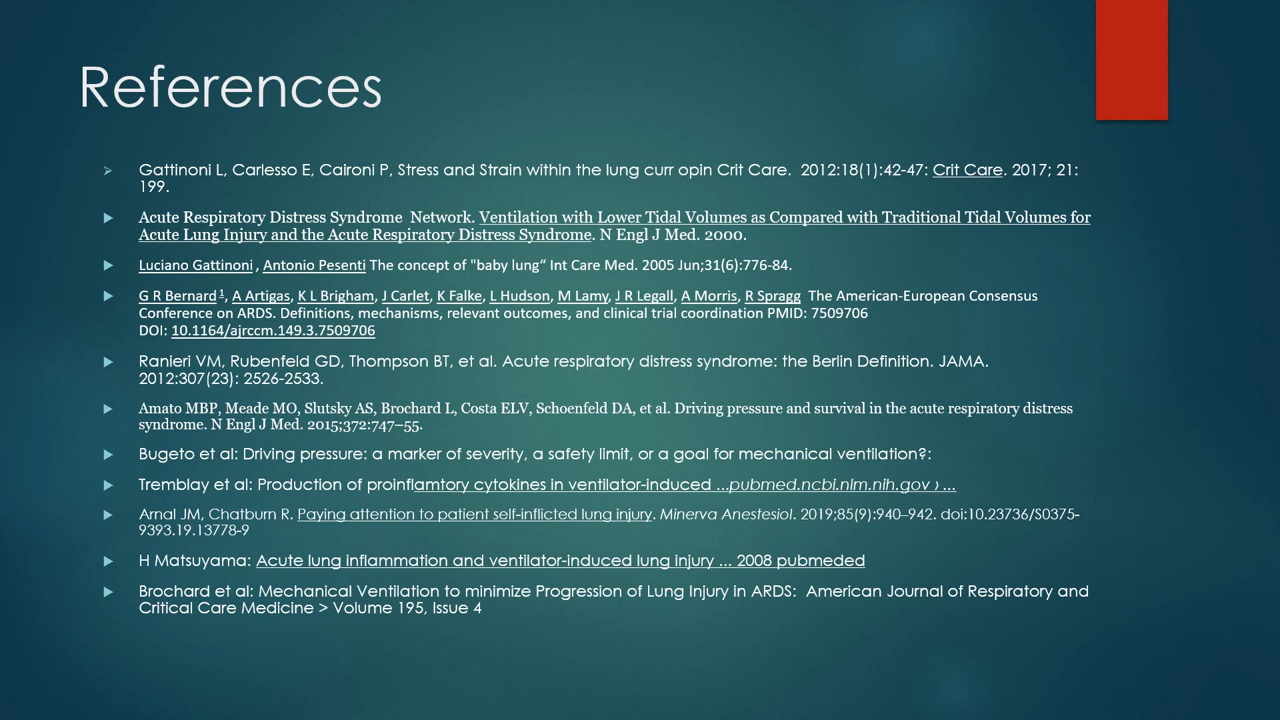 References
Gattinoni L, Carlesso E, Caironi P, Stress and Strain within the lung curr opin Crit Care.  2012:18(1):42-47: Crit Care. 2017; 21:
199.
Acute Respiratory Distress Syndrome  Network. Ventilation with Lower Tidal Volumes as Compared with Traditional Tidal Volumes for
Acute Lung Injury and the Acute Respiratory Distress Syndrome. N Engl J Med. 2000.
Luciano Gattinoni , Antonio Pesenti The concept of "baby lung“ Int Care Med. 2005 Jun;31(6):776-84.
G R Bernard 1, A Artigas, K L Brigham, J Carlet, K Falke, L Hudson, M Lamy, J R Legall, A Morris, R Spragg  The American-European Consensus
Conference on ARDS. Definitions, mechanisms, relevant outcomes, and clinical trial coordination PMID: 7509706
DOI: 10.1164/ajrccm.149.3.7509706
Ranieri VM, Rubenfeld GD, Thompson BT, et al. Acute respiratory distress syndrome: the Berlin Definition. JAMA.
2012:307(23): 2526-2533.
Amato MBP, Meade MO, Slutsky AS, Brochard L, Costa ELV, Schoenfeld DA, et al. Driving pressure and survival in the acute respiratory distress
syndrome. N Engl J Med. 2015;372:747–55.
Bugeto et al: Driving pressure: a marker of severity, a safety limit, or a goal for mechanical ventilation?:
Tremblay et al: Production of proinflamtory cytokines in ventilator-induced ...pubmed.ncbi.nlm.nih.gov › ...
Arnal JM, Chatburn R. Paying attention to patient self-inflicted lung injury. Minerva Anestesiol. 2019;85(9):940–942. doi:10.23736/S0375-
9393.19.13778-9
H Matsuyama: Acute lung inflammation and ventilator-induced lung injury ... 2008 pubmeded
Brochard et al: Mechanical Ventilation to minimize Progression of Lung Injury in ARDS:  American Journal of Respiratory and
Critical Care Medicine > Volume 195, Issue 4